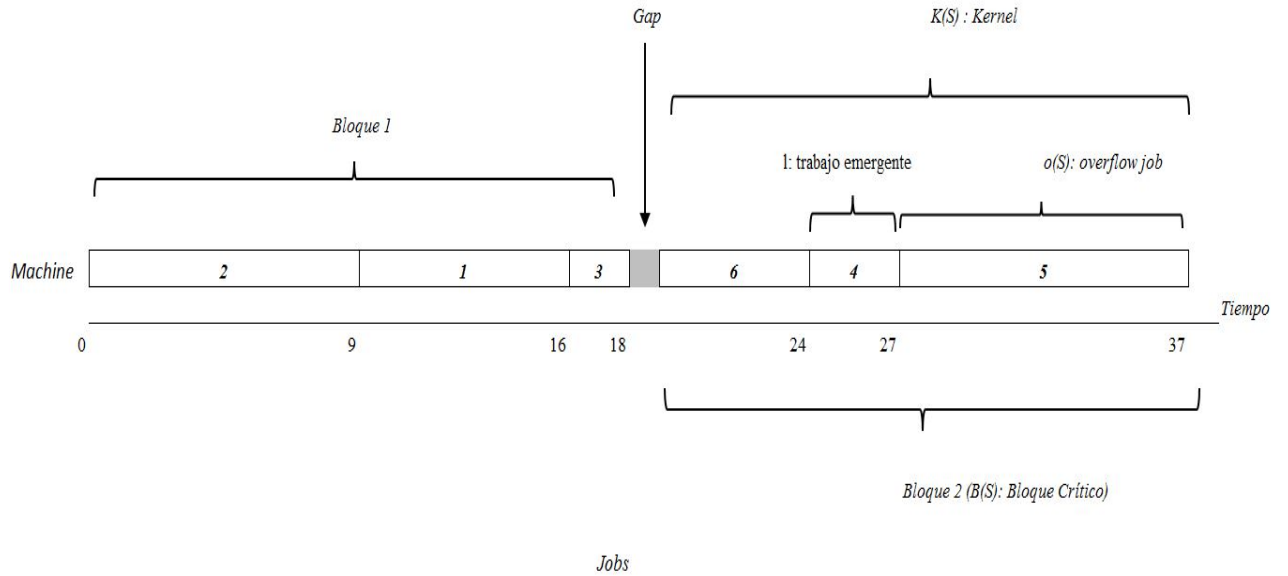 Gap
K(S) : Kernel
Bloque 1
l: trabajo emergente
o(S): overflow job
Machine
2
1
3
6
4
5
Tiempo
0
9
16
18
24
27
37
Bloque 2 (B(S): Bloque Crítico)
Jobs